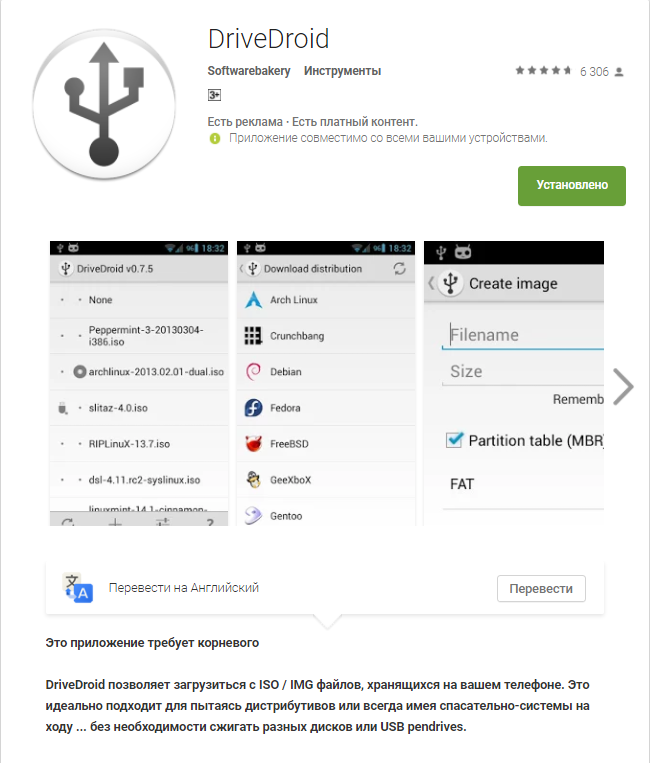 DriveDroid
Softwarebakery Инструменты 6 306
3+
Есть реклама · Есть платный контент.
Приложение совместимо со всеми вашими устройствами.
Установлено
18:32
DriveDroid v0.7.5
None
Peppermint-3-20130304-
i386.iso
archlinux-2013.02.01-dual.iso
slitaz-4.0.iso
RIPLinuX-13.7.iso
dsl-4.11.rc2-syslinux.iso
linuxmint-14.1-cinnamon-
18:32
Download distribution
Arch Linux
Crunchbang
Debian
Fedora
FreeBSD
GeeXboX
Gentoo
Create image
Filename
Size
Rememb
Partition table (MBR)
FAT
Перевести на Английский
Перевести
Это приложение требует корневого
DriveDroid позволяет загрузиться с ISO / IMG файлов, хранящихся на вашем телефоне. Это
идеально подходит для пытаясь дистрибутивов или всегда имея спасательно-системы на
ходу ... без необходимости сжигать разных дисков или USB pendrives.